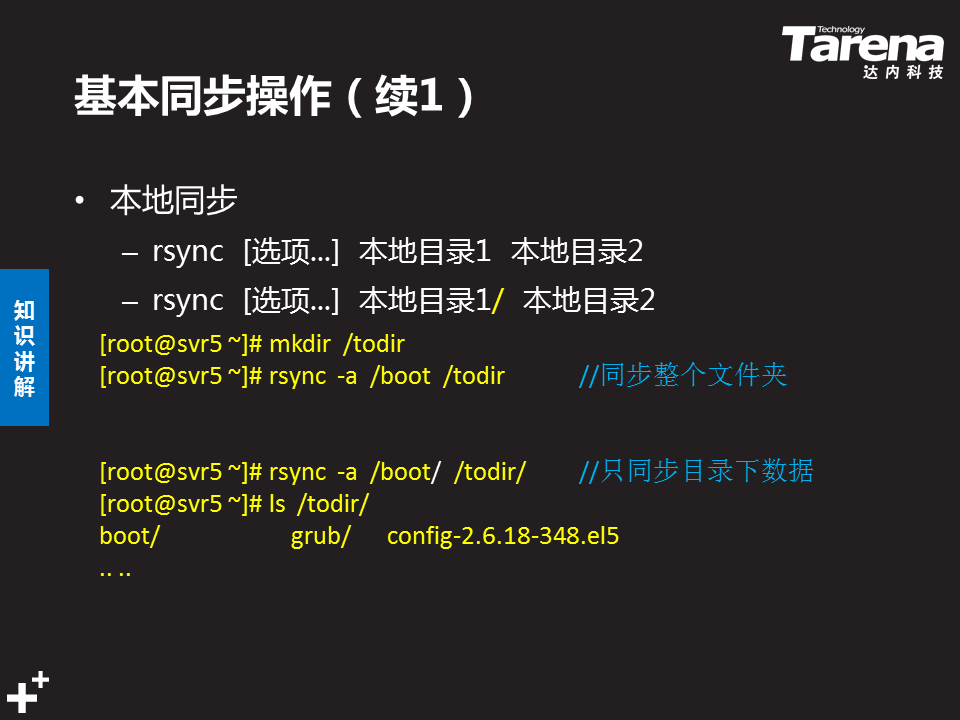 Technology
Tarena
达内科技
基本同步操作（续1）
• 本地同步
– rsync [选项...] 本地目录1 本地目录2
– rsync [选项...] 本地目录1/ 本地目录2
知识讲解
[root@svr5 ~]# mkdir /todir
[root@svr5 ~]# rsync -a /boot /todir //同步整个文件夹
[root@svr5 ~]# rsync -a /boot/ /todir/ //只同步目录下数据
[root@svr5 ~]# ls /todir/
boot/ grub/ config-2.6.18-348.el5
.. ..